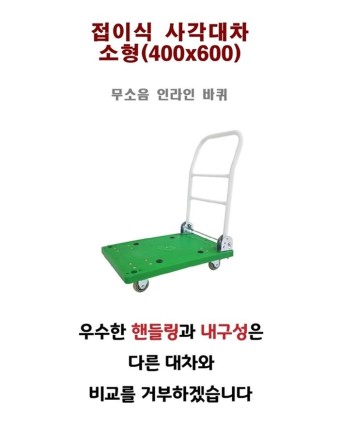 접이식 사각대차
소형(400x600)
무소음 인라인 바퀴
우수한 핸들링과 내구성은
다른 대차와
비교를 거부하겠습니다